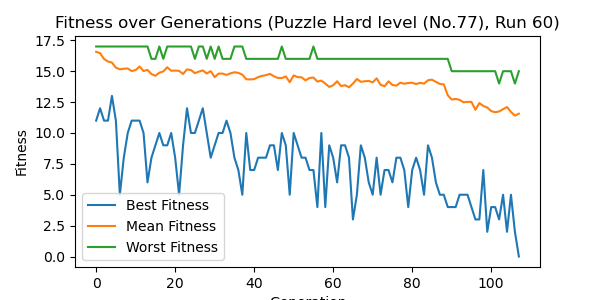 Fitness over Generations (Puzzle Hard level (No.77), Run 60)
Fitness
17.5
15.0
12.5
10.0
7.5
5.0
2.5
0.0
Best Fitness
Mean Fitness
Worst Fitness
0 20 40 60 80 100
Generation